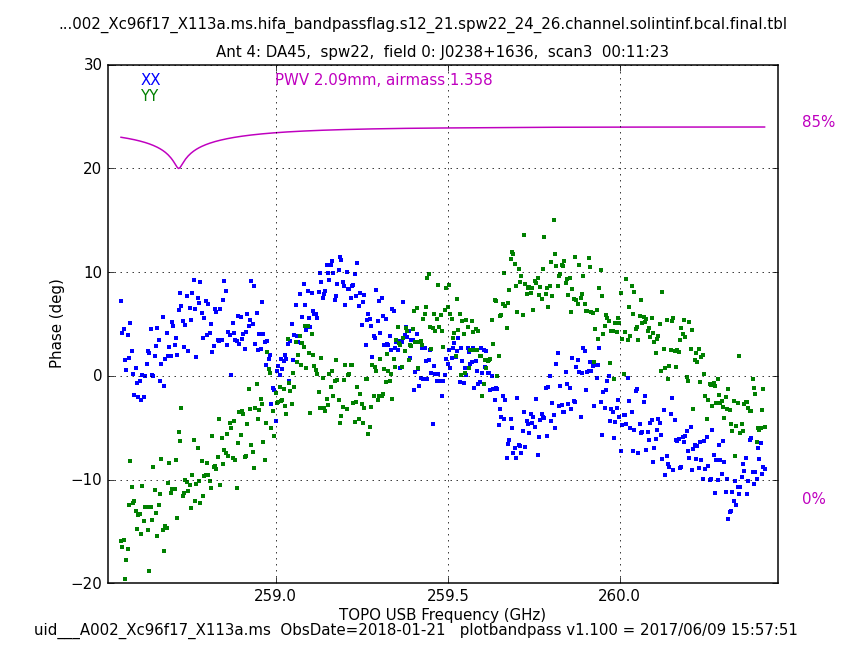 ...002_Xc96f17_X113a.ms.hifa_bandpassflag.s12_21.spw22_24_26.channel.solintinf.bcal.final.tbl
Ant 4: DA45,  spw22,  field 0: J0238+1636,  scan3  00:11:23
XX
YY
PWV 2.09mm, airmass 1.358
85%
0%
30
20
10
0
−10
−20
Phase (deg)
259.0
259.5
260.0
TOPO USB Frequency (GHz)
uid___A002_Xc96f17_X113a.ms  ObsDate=2018-01-21   plotbandpass v1.100 = 2017/06/09 15:57:51